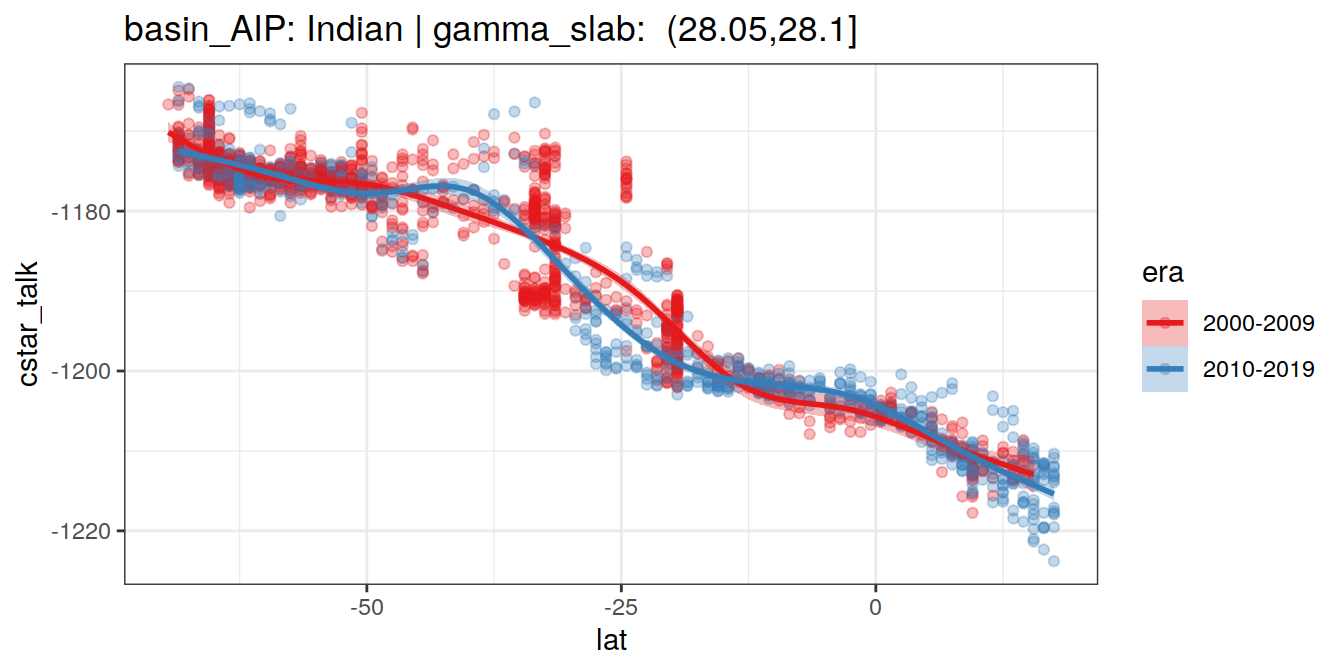 basin_AIP: Indian | gamma_slab:  (28.05,28.1]
cstar_talk
-1180
-1200
-1220
-50
-25
0
lat
era
2000-2009
2010-2019